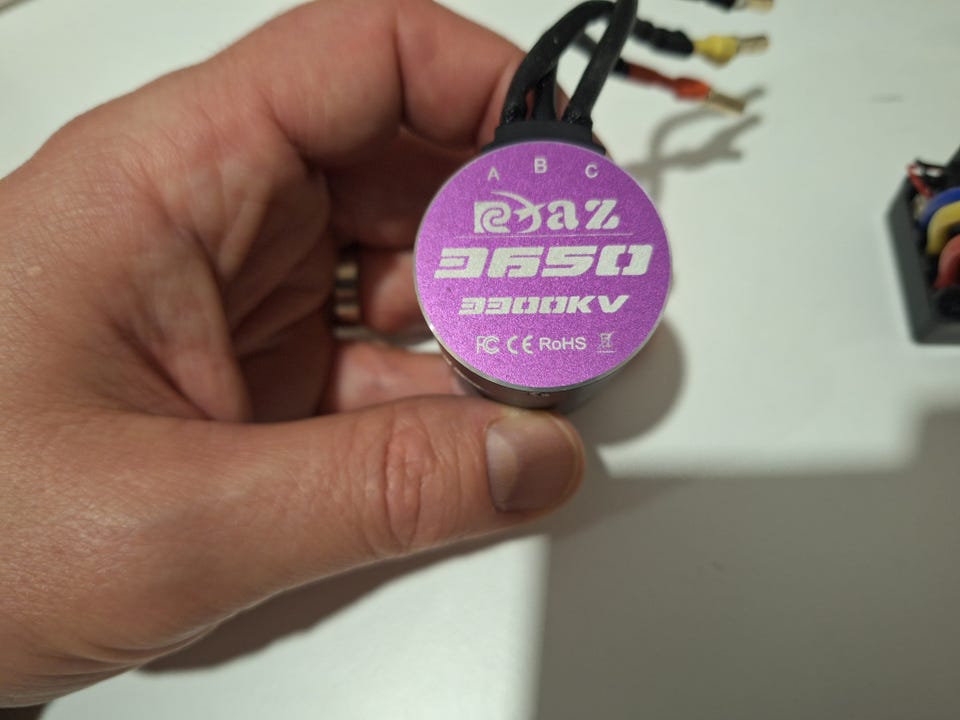 A B C
az
3650
3300KV
FC CE RoHS